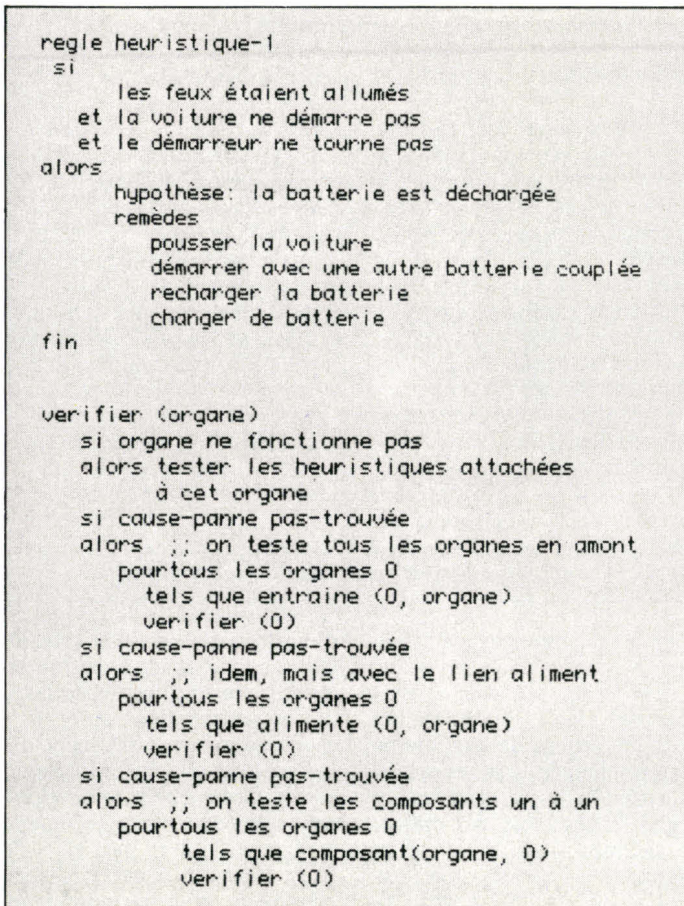 regle heuristique-1
si
les feux étaient allumés
et la voiture ne démarre pas
et le démarreur ne tourne pas
alors
hypothèse: la batterie est déchargée
remèdes
pousser la voiture
démarrer avec une autre batterie couplée
recharger la batterie
changer de batterie
fin
verifier (organe)
si organe ne fonctionne pas
alors tester les heuristiques attachées
à cet organe
si cause-panne pas-trouvée
alors ;; on teste tous les organes en amont
pourtous les organes O
tels que entraine (O, organe)
verifier (O)
si cause-panne pas-trouvée
alors ;; idem, mais avec le lien aliment
pourtous les organes O
tels que alimente (O, organe)
verifier (O)
si cause-panne pas-trouvée
alors ;; on teste les composants un à un
pourtous les organes O
tels que composant(organe, O)
verifier (O)